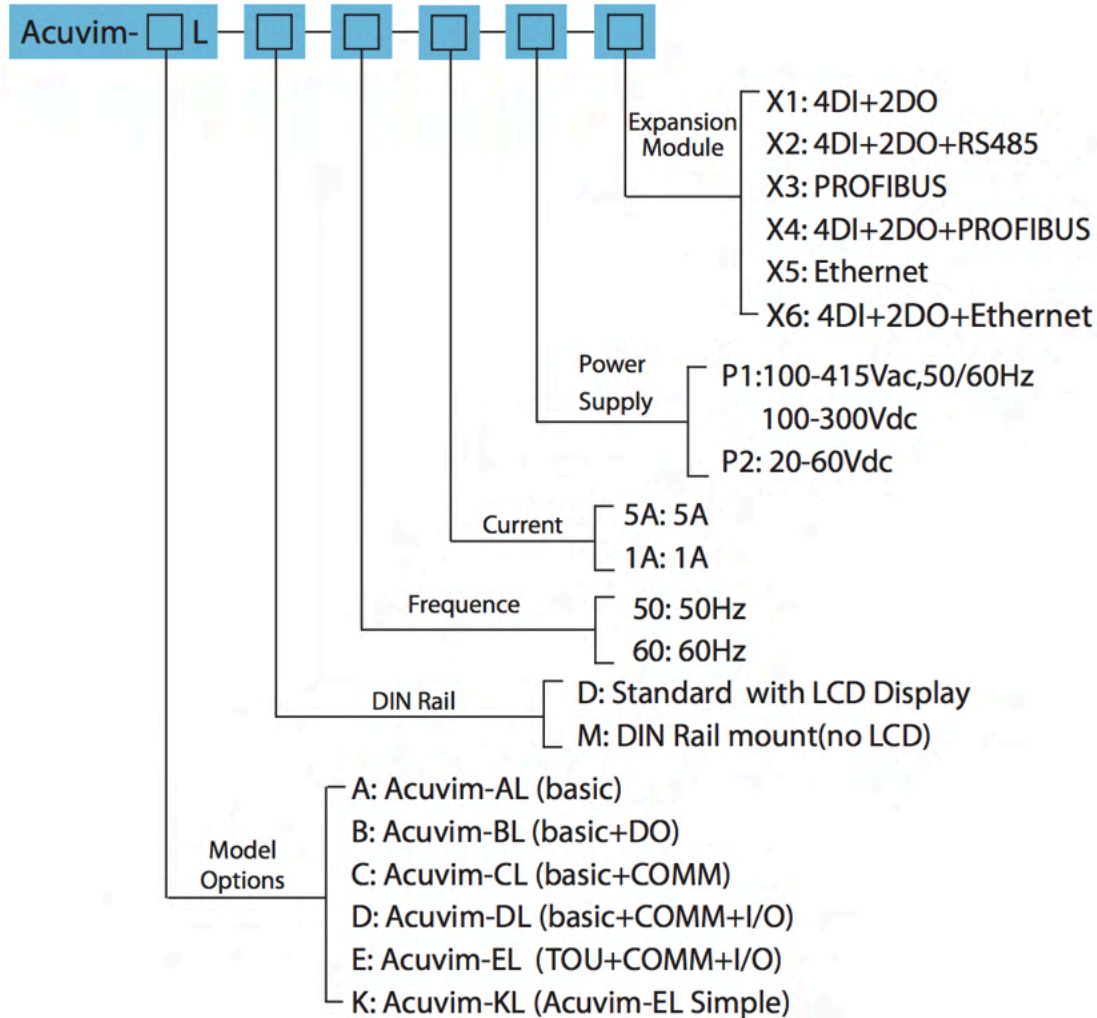 Acuvim- L
Expansion
Module
X1: 4DI+2DO
X2: 4DI+2DO+RS485
X3: PROFIBUS
X4: 4DI+2DO+PROFIBUS
X5: Ethernet
X6: 4DI+2DO+Ethernet
Power
Supply
P1:100-415Vac,50/60Hz
100-300Vdc
P2: 20-60Vdc
Current
5A: 5A
1A: 1A
Frequence
50: 50Hz
60: 60Hz
DIN Rail
D: Standard with LCD Display
M: DIN Rail mount(no LCD)
Model
Options
A: Acuvim-AL (basic)
B: Acuvim-BL (basic+DO)
C: Acuvim-CL (basic+COMM)
D: Acuvim-DL (basic+COMM+I/O)
E: Acuvim-EL (TOU+COMM+I/O)
K: Acuvim-KL (Acuvim-EL Simple)